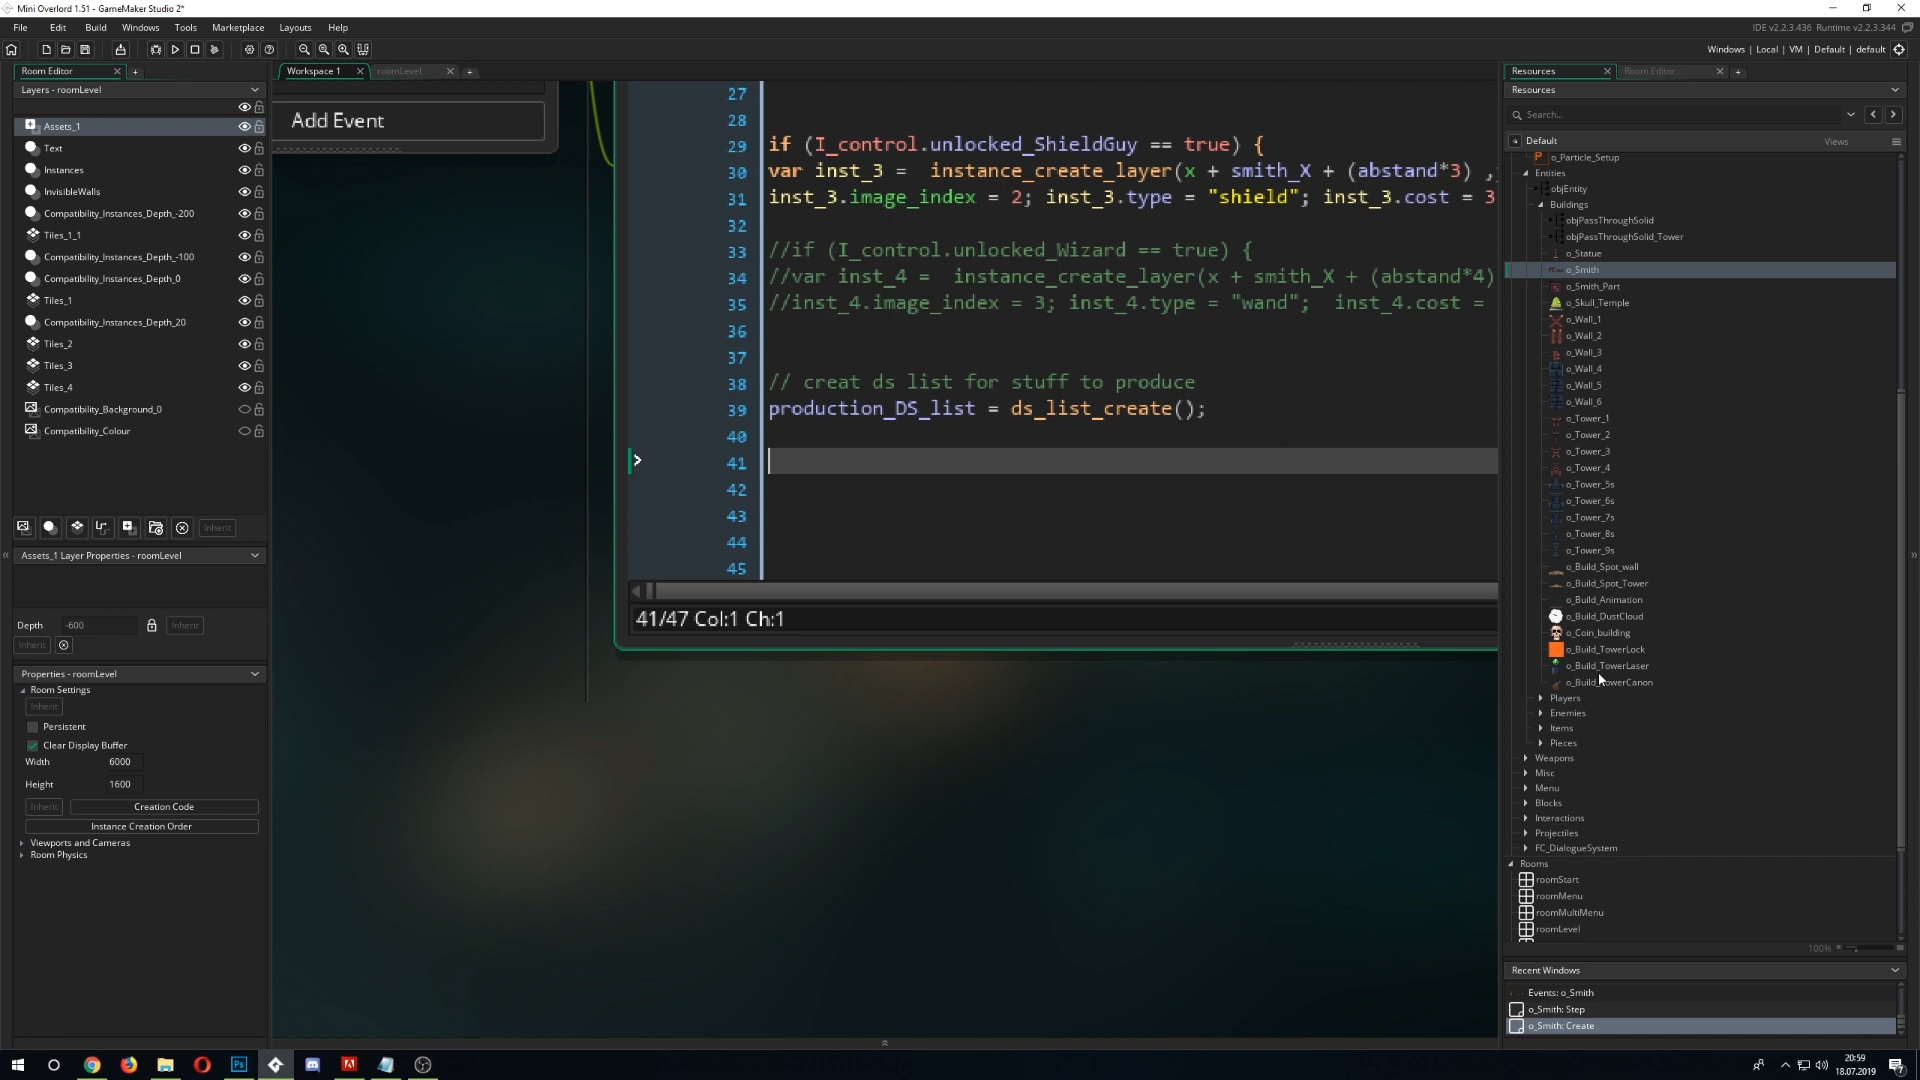 Mini Overlord 1.51 - GameMaker Studio 2*
File Edit Build Windows Tools Marketplace Layouts Help
IDE v2.2.3.436 Runtime v2.2.3.344
Windows | Local | VM | Default | default
Room Editor
Layers - roomLevel
Assets_1
Text
Instances
InvisibleWalls
Compatibility_Instances_Depth_-200
Tiles_1_1
Compatibility_Instances_Depth_-100
Compatibility_Instances_Depth_0
Tiles_1
Compatibility_Instances_Depth_20
Tiles_2
Tiles_3
Tiles_4
Compatibility_Background_0
Compatibility_Colour
Inherit
Assets_1 Layer Properties - roomLevel
Depth -600 Inherit
Inherit
Properties - roomLevel
Room Settings
Inherit
Persistent
Clear Display Buffer
Width 6000
Height 1600
Inherit Creation Code
Instance Creation Order
Viewports and Cameras
Room Physics
Workspace 1
roomLevel
Add Event
27
28
29 if (I_control.unlocked_ShieldGuy == true) {
30 var inst_3 =  instance_create_layer(x + smith_X + (abstand*3) ,
31 inst_3.image_index = 2; inst_3.type = "shield"; inst_3.cost = 3
32
33 //if (I_control.unlocked_Wizard == true) {
34 //var inst_4 =  instance_create_layer(x + smith_X + (abstand*4)
35 //inst_4.image_index = 3; inst_4.type = "wand";  inst_4.cost =
36
37
38 // creat ds list for stuff to produce
39 production_DS_list = ds_list_create();
40
41
42
43
44
45
41/47 Col:1 Ch:1
Resources
Room Editor
Resources
Search...
Default
Views
o_Particle_Setup
Entities
objEntity
Buildings
objPassThroughSolid
objPassThroughSolid_Tower
o_Statue
o_Smith
o_Smith_Part
o_Skull_Temple
o_Wall_1
o_Wall_2
o_Wall_3
o_Wall_4
o_Wall_5
o_Wall_6
o_Tower_1
o_Tower_2
o_Tower_3
o_Tower_4
o_Tower_5s
o_Tower_6s
o_Tower_7s
o_Tower_8s
o_Tower_9s
o_Build_Spot_wall
o_Build_Spot_Tower
o_Build_Animation
o_Build_DustCloud
o_Coin_building
o_Build_TowerLock
o_Build_TowerLaser
o_Build_TowerCanon
Players
Enemies
Items
Pieces
Weapons
Misc
Menu
Blocks
Interactions
Projectiles
FC_DialogueSystem
Rooms
roomStart
roomMenu
roomMultiMenu
roomLevel
100%
Recent Windows
Events: o_Smith
o_Smith: Step
o_Smith: Create
20:59
18.07.2019